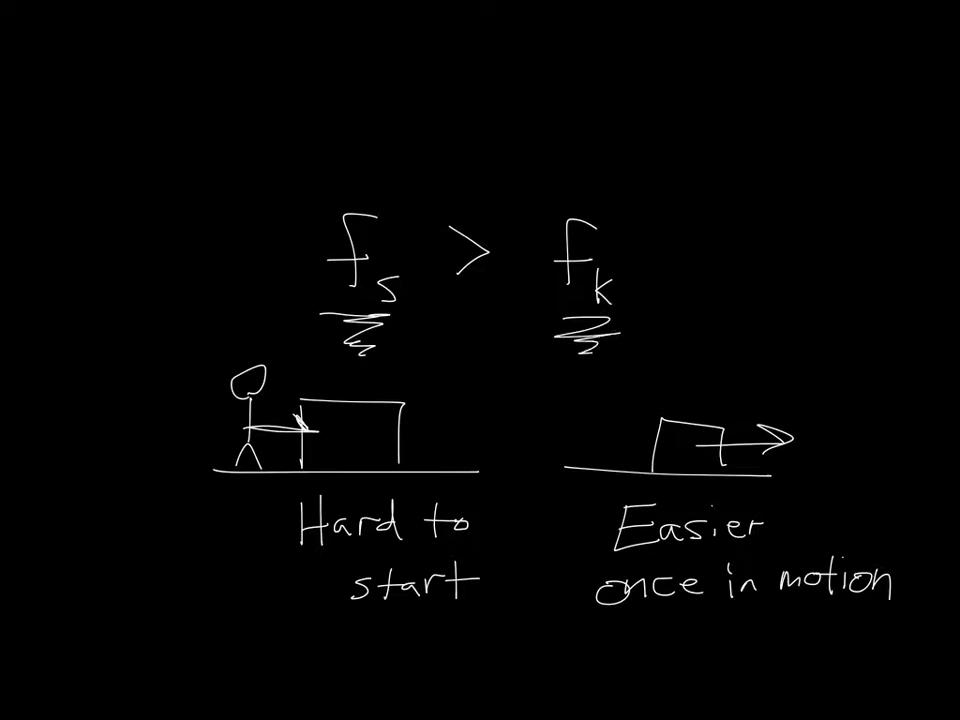 fs > fk
Hard to
start
Easier
once in motion